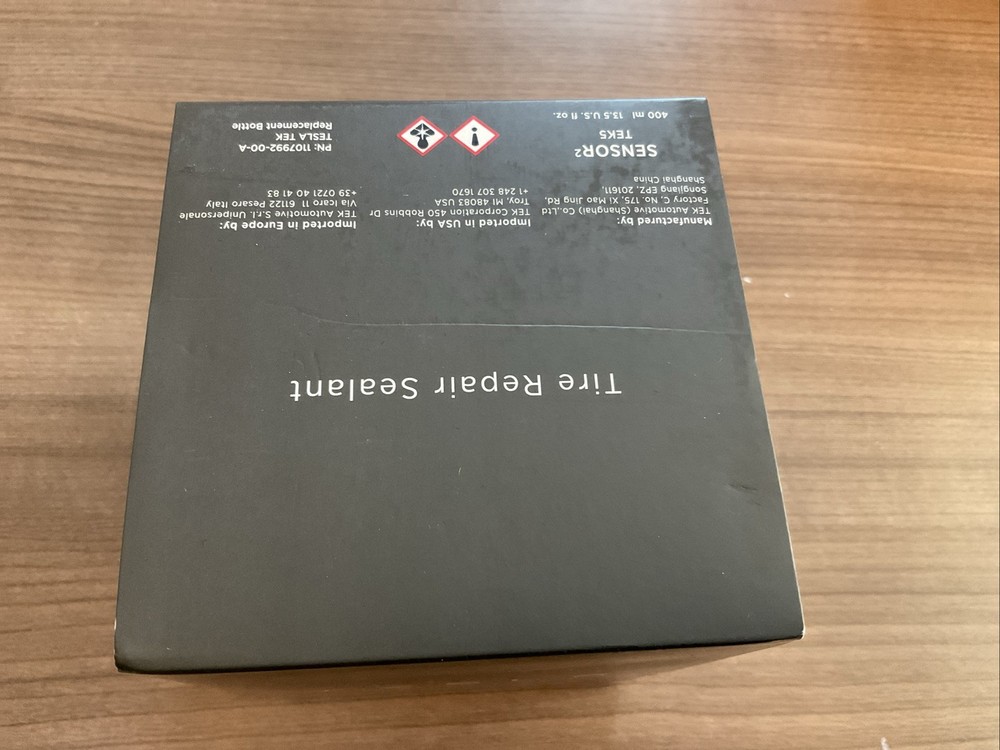 Tire Repair Sealant
Manufactured by:
TEK Automotive (Shanghai) Co.,Ltd
Factory C, No. 175, Xi Mao Jing Rd,
Songjiang EPZ, 201611,
Shanghai China
Imported in USA by:
TEK Corporation 450 Robbins Dr
Troy, MI 48083 USA
+1 248 307 1670
Imported in Europe by:
TEK Automotive S.r.l. Unipersonale
Via Icaro 11 61122 Pesaro Italy
+39 0721 40 41 83
SENSOR²
TEK5
400 ml 13.5 U.S. fl oz.
PN: 1107992-00-A
TESLA TEK
Replacement Bottle